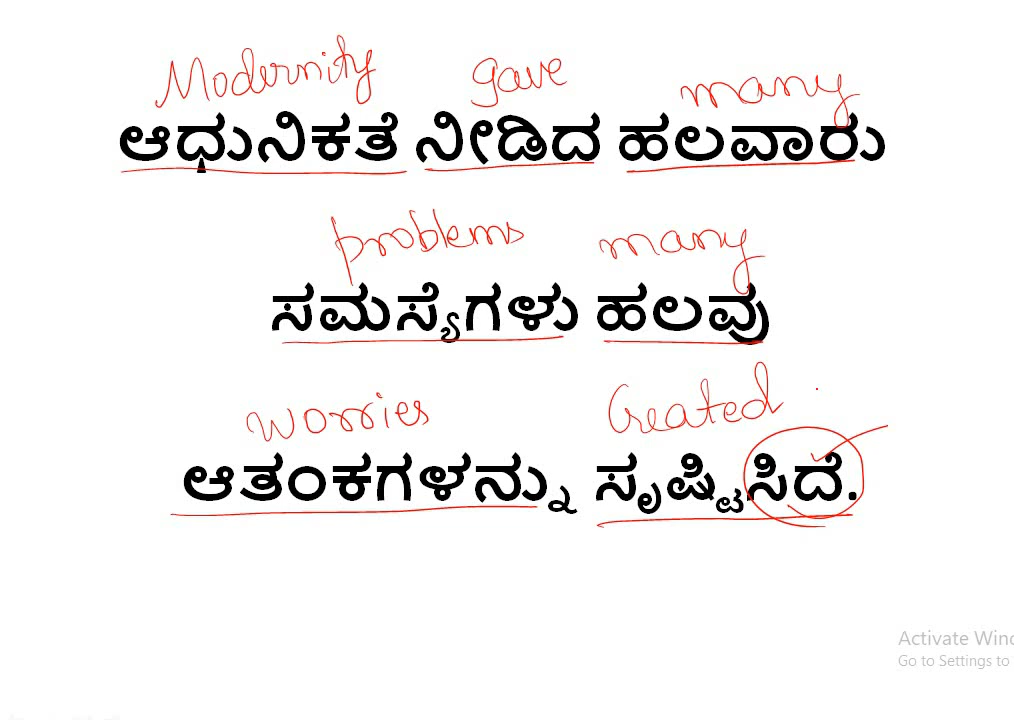 Modernity gave many
ಆಧುನಿಕತೆ ನೀಡಿದ ಹಲವಾರು
problems many
ಸಮಸ್ಯೆಗಳು ಹಲವು
worries Created
ಆತಂಕಗಳನ್ನು ಸೃಷ್ಟಿಸಿದೆ.
Activate Wind
Go to Settings to